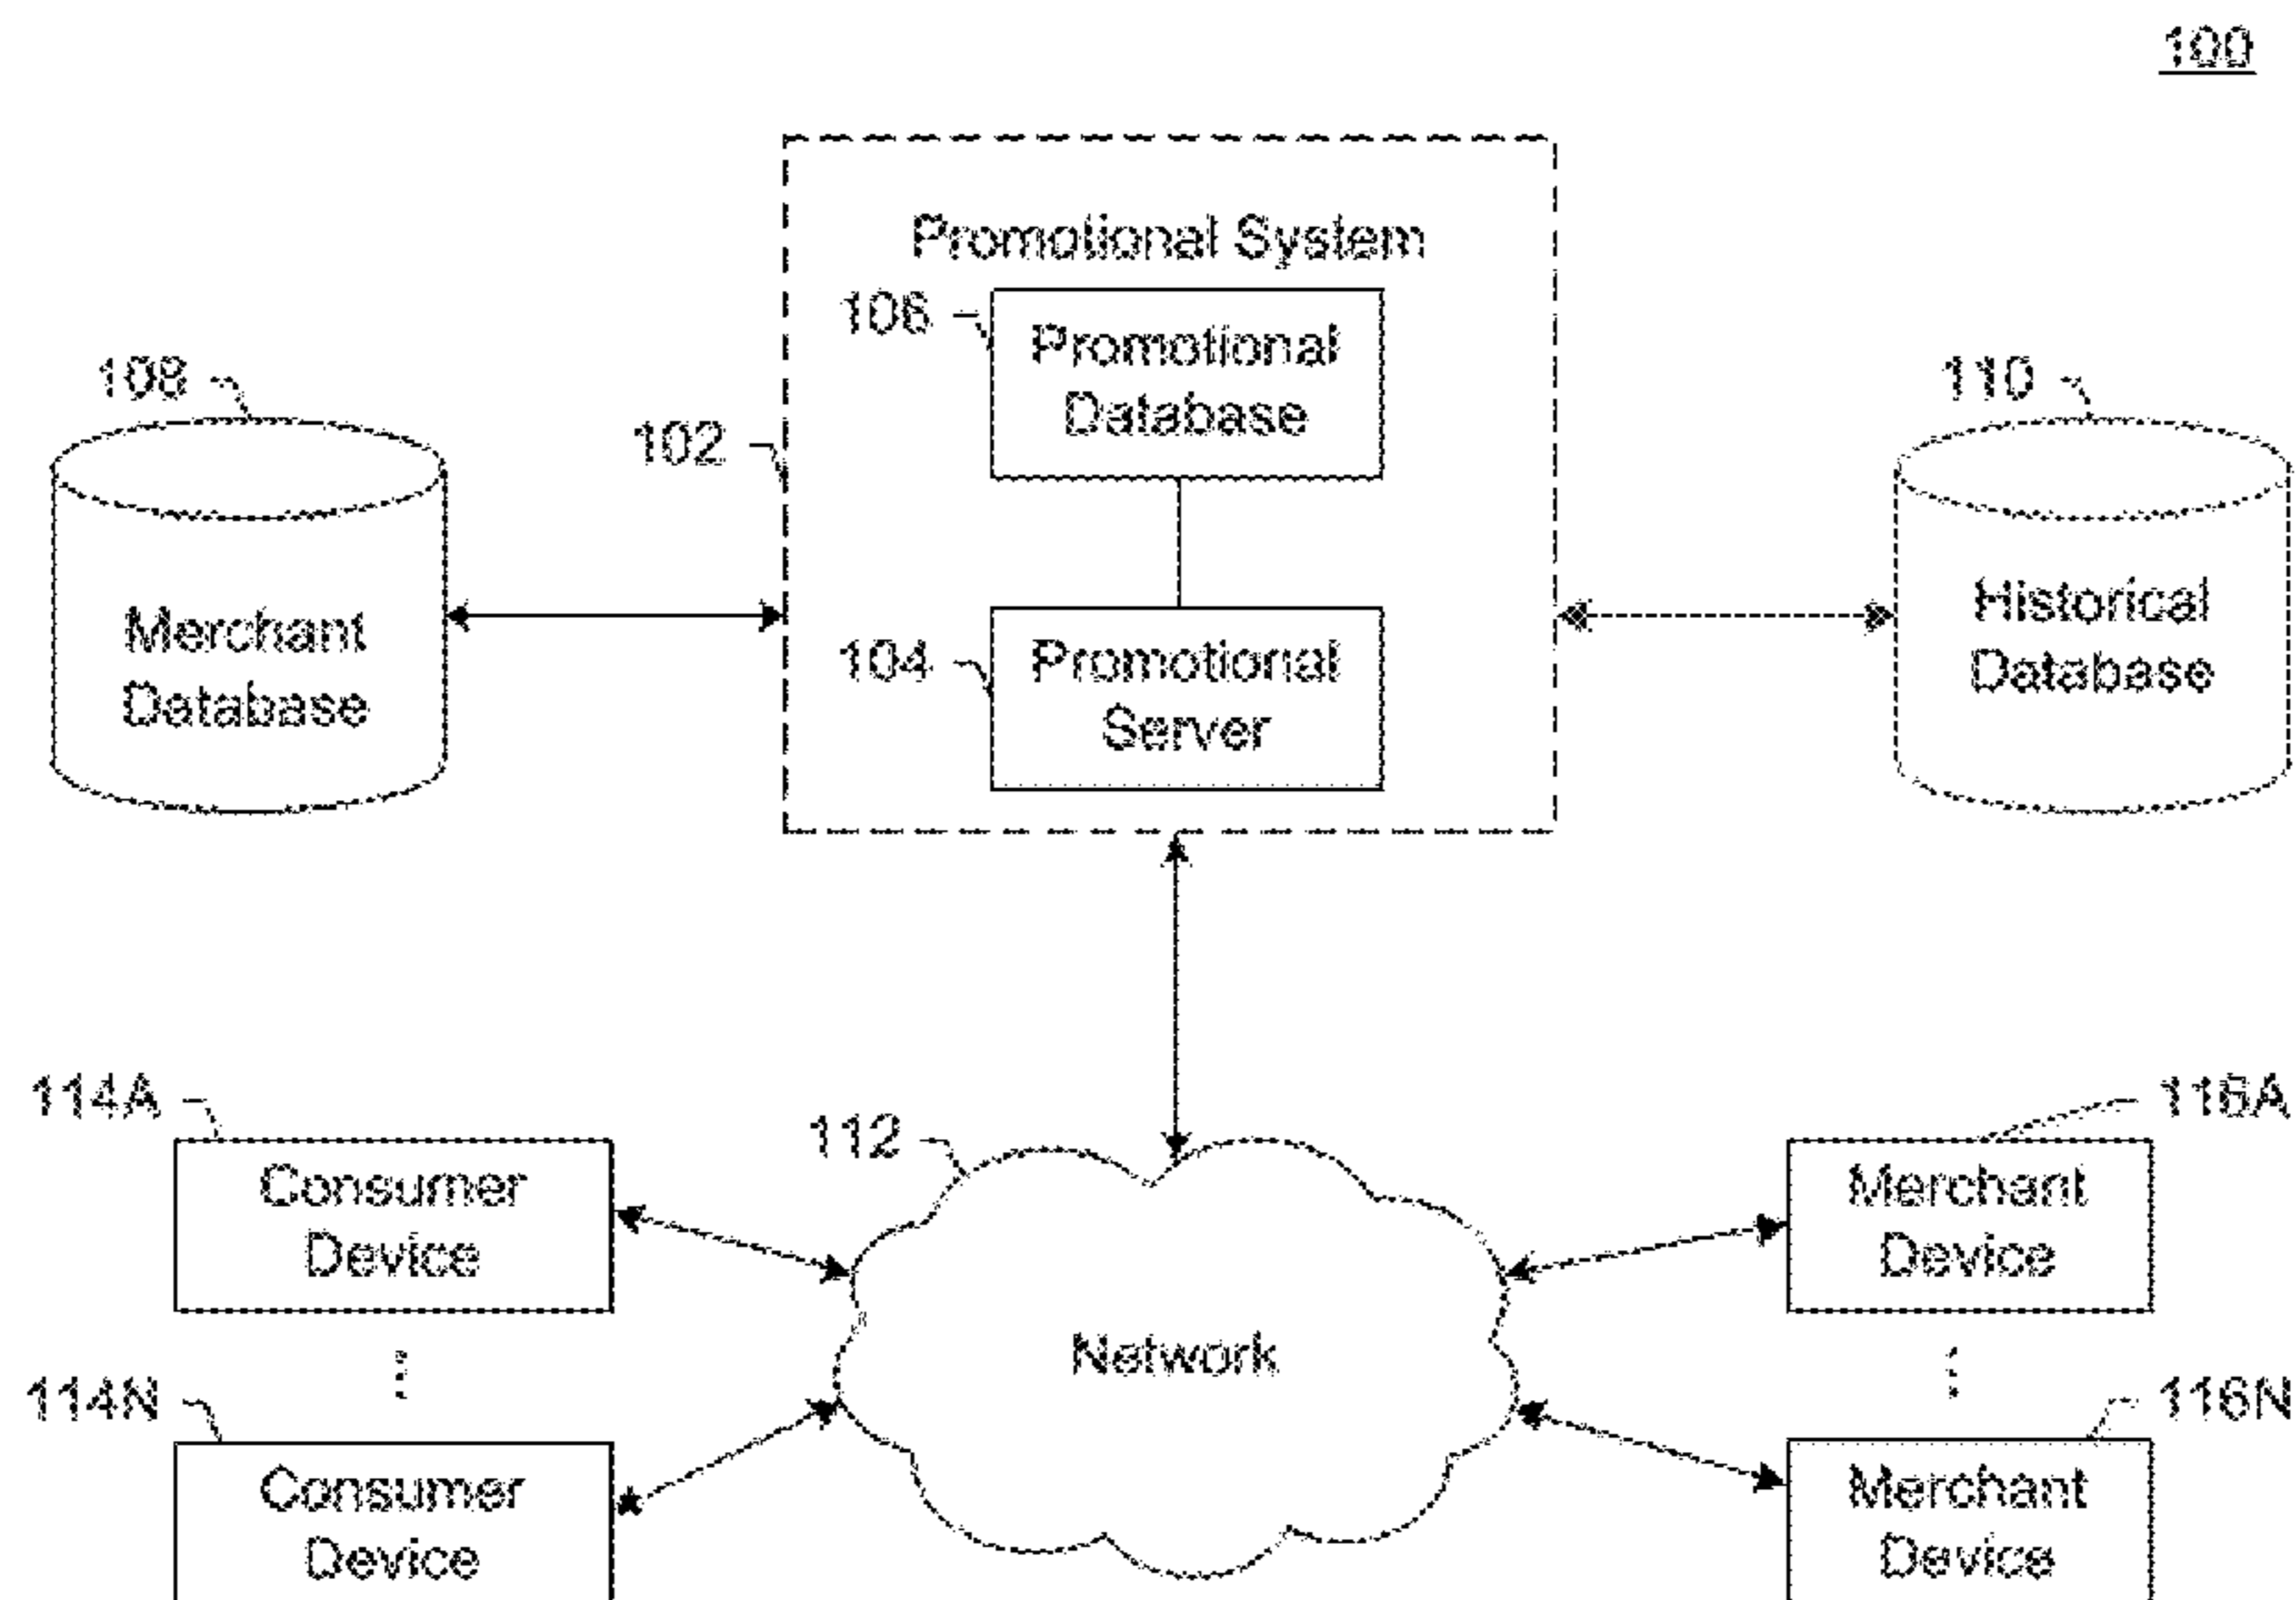 100
Promotional System
106
Promotional
Database
108
110
102
Merchant
Database
Historical
Database
104
Promotional
Server
114A
112
116A
Consumer
Device
Merchant
Device
Network
114N
116N
Consumer
Device
Merchant
Device